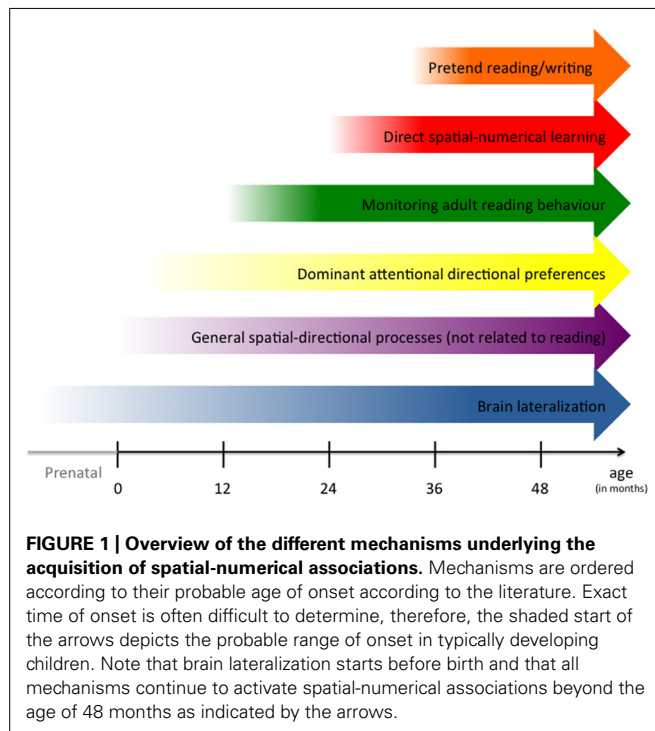 Pretend reading/writing
Direct spatial-numerical learning
Monitoring adult reading behaviour
Dominant attentional directional preferences
General spatial-directional processes (not related to reading)
Brain lateralization
Prenatal
0 12 24 36 48
age
(in months)
FIGURE 1 | Overview of the different mechanisms underlying the
acquisition of spatial-numerical associations. Mechanisms are ordered
according to their probable age of onset according to the literature. Exact
time of onset is often difficult to determine, therefore, the shaded start of
the arrows depicts the probable range of onset in typically developing
children. Note that brain lateralization starts before birth and that all
mechanisms continue to activate spatial-numerical associations beyond the
age of 48 months as indicated by the arrows.